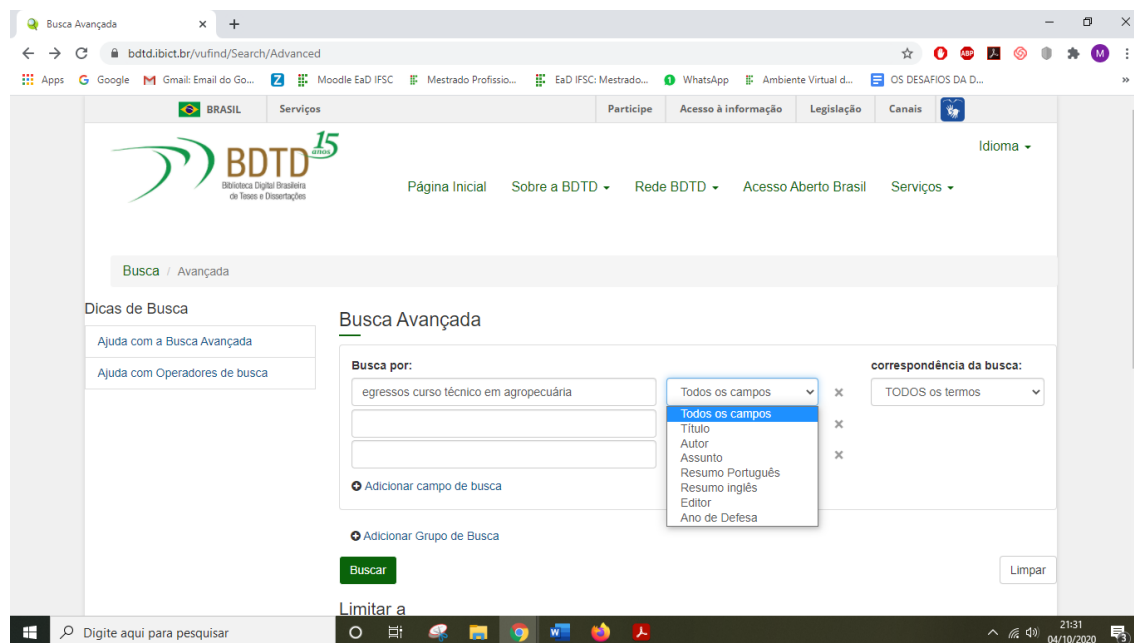 Busca Avançada
bdtd.ibict.br/vufind/Search/Advanced
ABP
M
Apps Google Gmail: Email do Go... Z Moodle EaD IFSC Mestrado Profissio... EaD IFSC: Mestrado... 1 WhatsApp Ambiente Virtual d... OS DESAFIOS DA D... »
BRASIL Serviços Participe Acesso à informação Legislação Canais
BDTD 15 anos
Biblioteca Digital Brasileira
de Teses e Dissertações
Idioma
Página Inicial Sobre a BDTD Rede BDTD Acesso Aberto Brasil Serviços
Busca / Avançada
Dicas de Busca
Ajuda com a Busca Avançada
Ajuda com Operadores de busca
Busca Avançada
Busca por: correspondência da busca:
egressos curso técnico em agropecuária Todos os campos TODOS os termos
Todos os campos
Título
Autor
Assunto
Resumo Português
Resumo inglês
Editor
Ano de Defesa
Adicionar campo de busca
Adicionar Grupo de Busca
Buscar Limpar
Limitar a
Digite aqui para pesquisar
21:31
04/10/2020